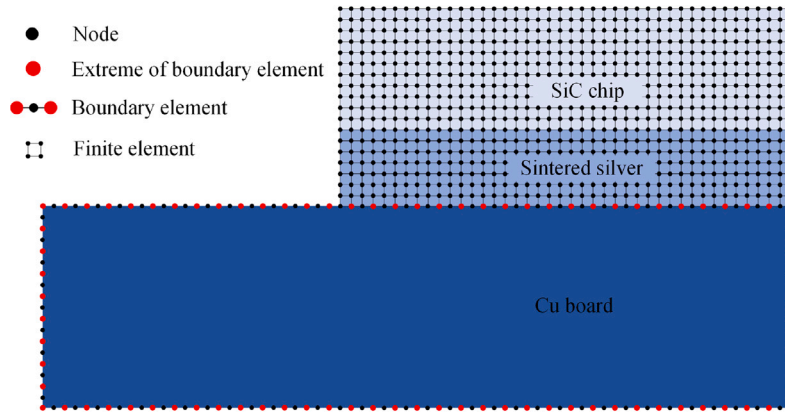 Node
Extreme of boundary element
Boundary element
Finite element
SiC chip
Sintered silver
Cu board